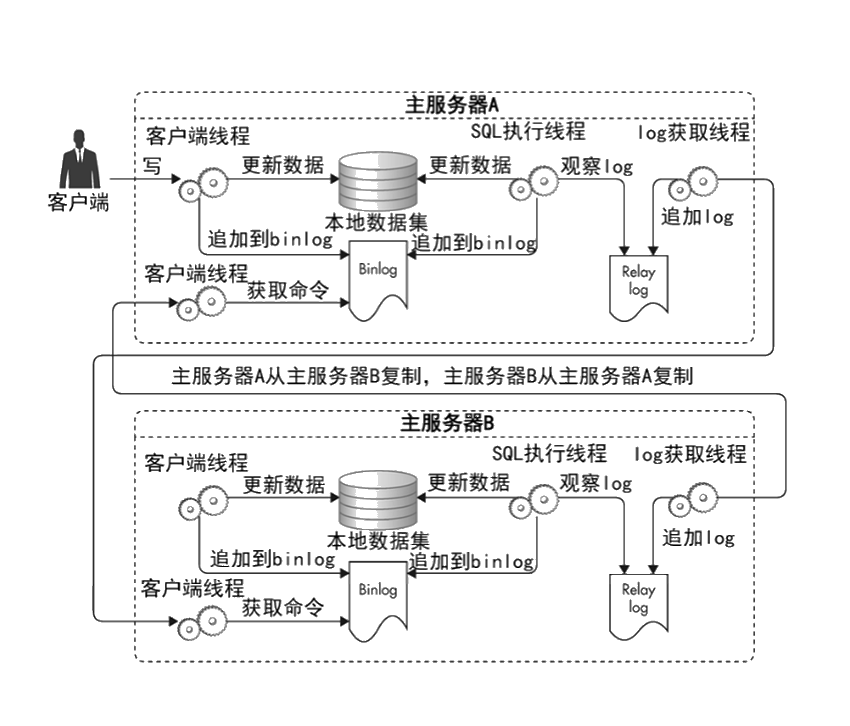 主服务器A
客户端线程
SQL执行线程
log获取线程
写
更新数据
更新数据
观察log
客户端
本地数据集
追加log
追加到binlog
追加到binlog
Binlog
Relay
log
客户端线程
获取命令
主服务器A从主服务器B复制，主服务器B从主服务器A复制
主服务器B
客户端线程
SQL执行线程
log获取线程
更新数据
更新数据
观察log
本地数据集
追加log
追加到binlog
追加到binlog
Binlog
Relay
log
客户端线程
获取命令